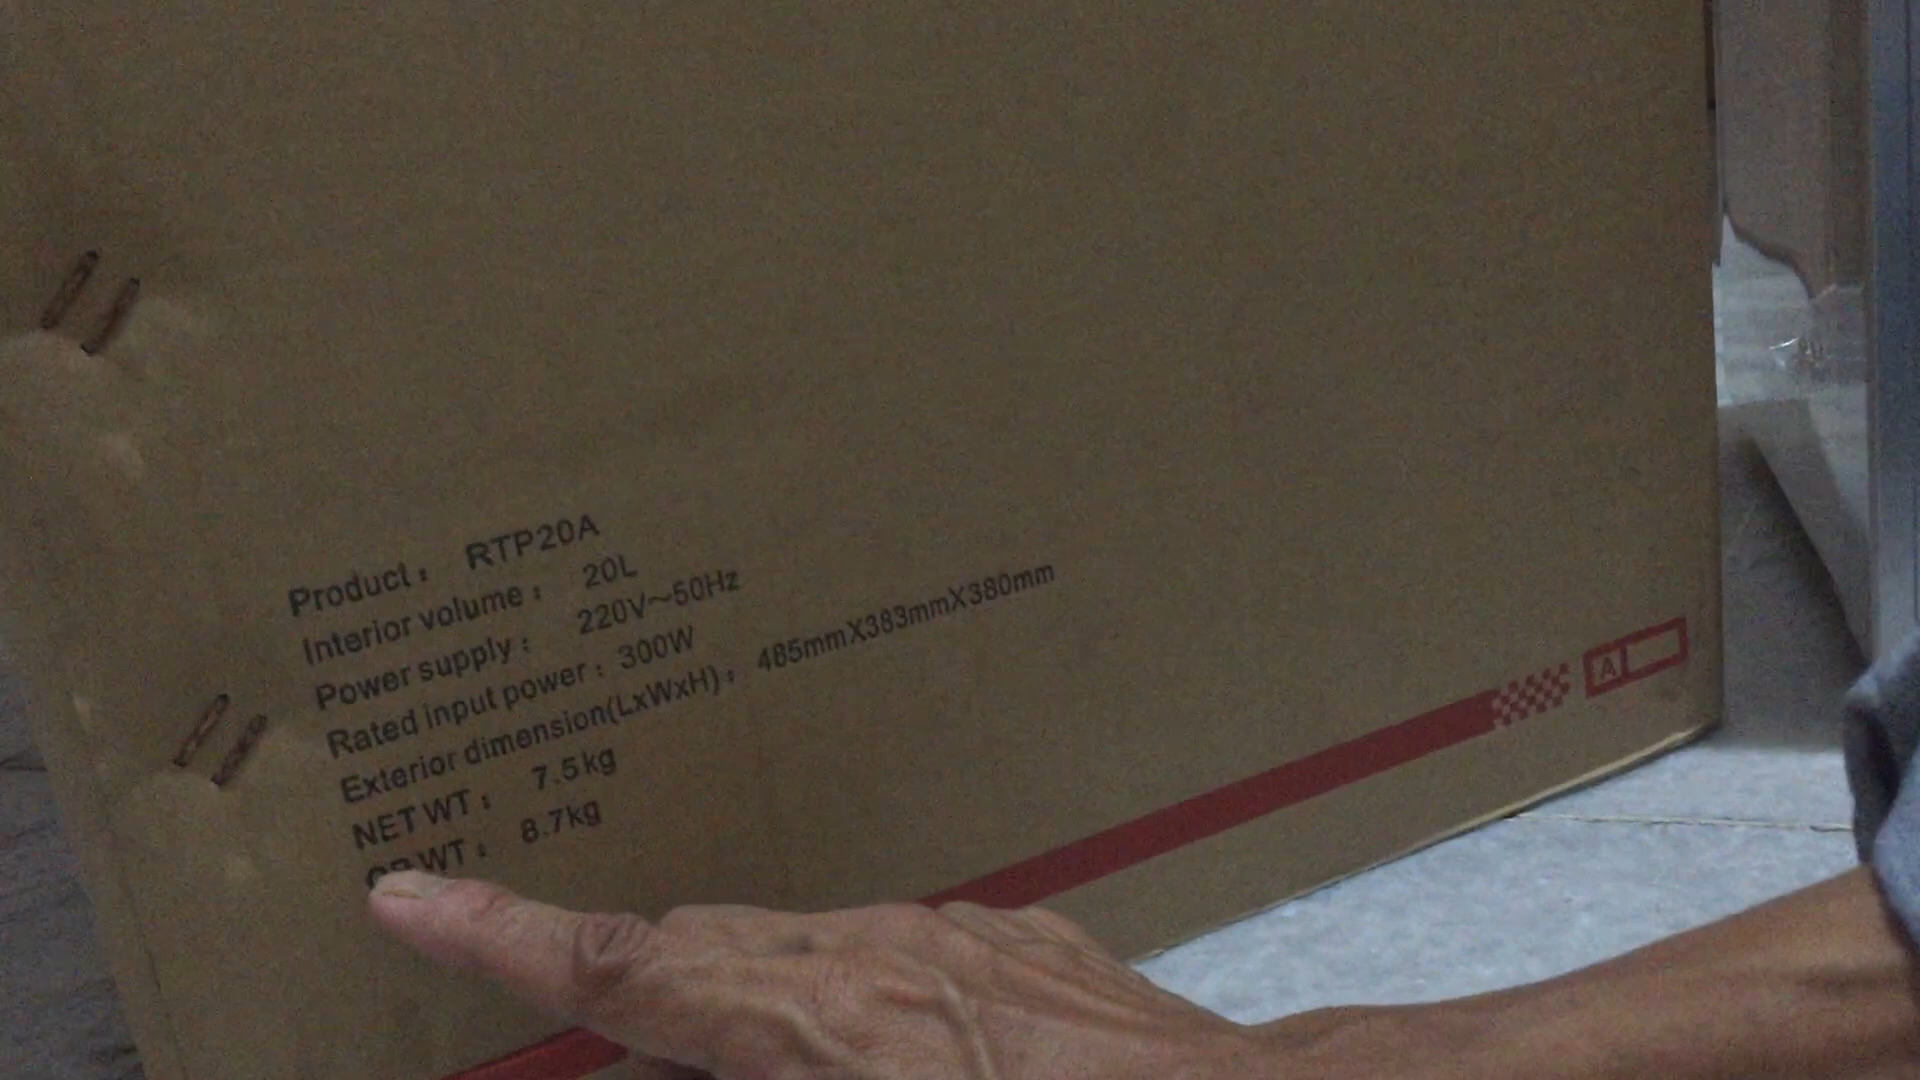 Product： RTP20A
Interior volume： 20L
Power supply： 220V～50Hz
Rated input power：300W
Exterior dimension(LxWxH)：485mmX383mmX380mm
NET WT： 7.5kg
GR WT： 8.7kg
A